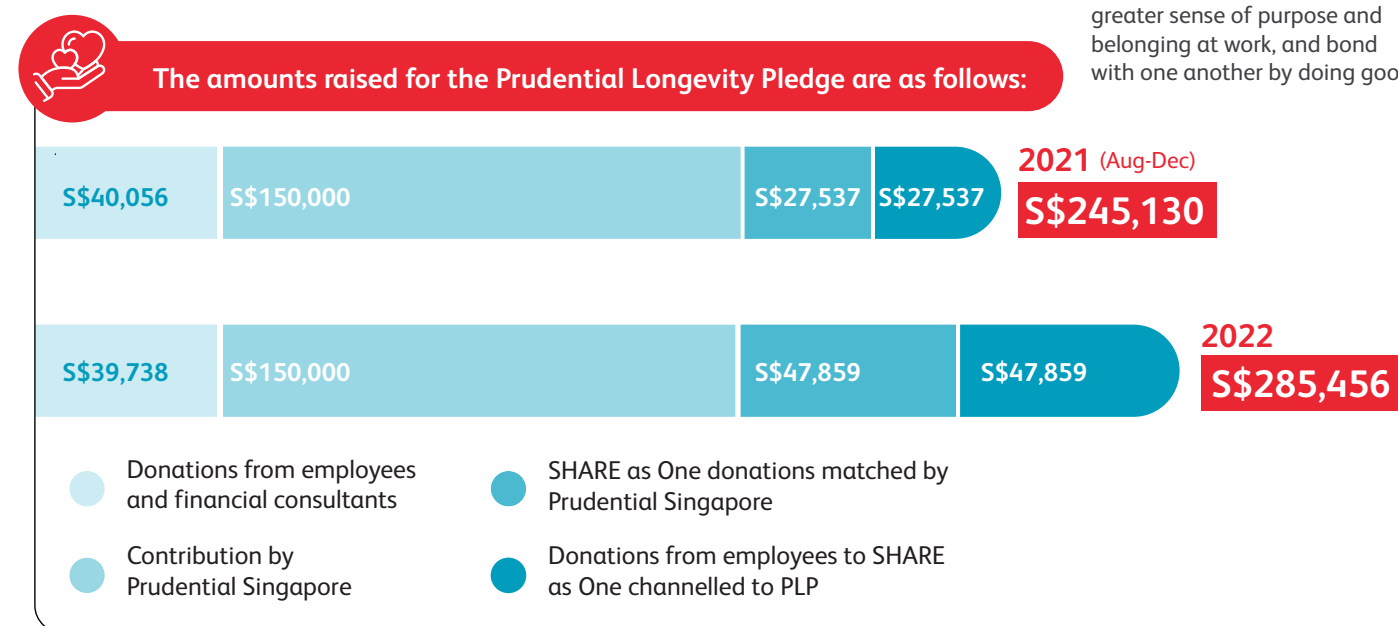 greater sense of purpose and
belonging at work, and bond
with one another by doing goo
The amounts raised for the Prudential Longevity Pledge are as follows:
S$40,056 S$150,000 S$27,537 S$27,537
2021 (Aug-Dec)
S$245,130
S$39,738 S$150,000 S$47,859 S$47,859
2022
S$285,456
Donations from employees
and financial consultants
Contribution by
Prudential Singapore
SHARE as One donations matched by
Prudential Singapore
Donations from employees to SHARE
as One channelled to PLP